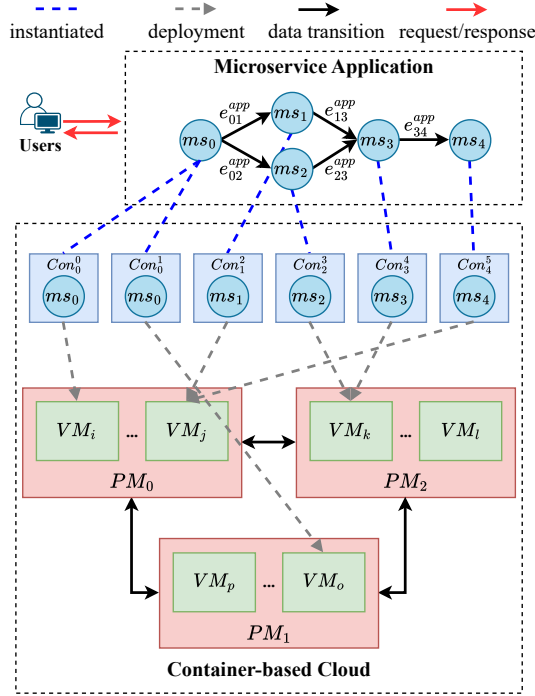 instantiated deployment data transition request/response
Microservice Application
Users
ms_0 ms_1 ms_2 ms_3 ms_4
e_{01}^{app} e_{13}^{app} e_{34}^{app}
e_{02}^{app} e_{23}^{app}
Con_0^0 Con_0^1 Con_1^2 Con_2^3 Con_3^4 Con_4^5
ms_0 ms_0 ms_1 ms_2 ms_3 ms_4
VM_i ... VM_j VM_k ... VM_l
PM_0 PM_2
VM_p ... VM_o
PM_1
Container-based Cloud